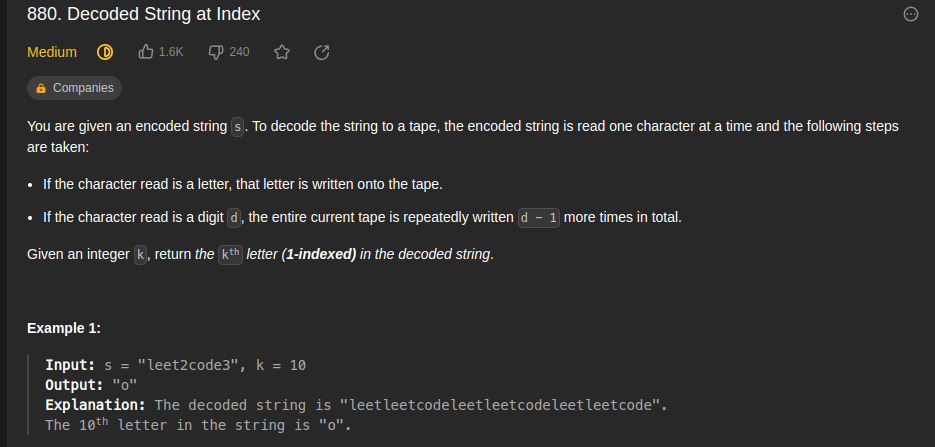 880. Decoded String at Index
Medium 1.6K 240
Companies
You are given an encoded string s. To decode the string to a tape, the encoded string is read one character at a time and the following steps
are taken:
• If the character read is a letter, that letter is written onto the tape.
• If the character read is a digit d, the entire current tape is repeatedly written d - 1 more times in total.
Given an integer k, return the kth letter (1-indexed) in the decoded string.
Example 1:
Input: s = "leet2code3", k = 10
Output: "o"
Explanation: The decoded string is "leetleetcodeleetleetcodeleetleetcode".
The 10th letter in the string is "o".